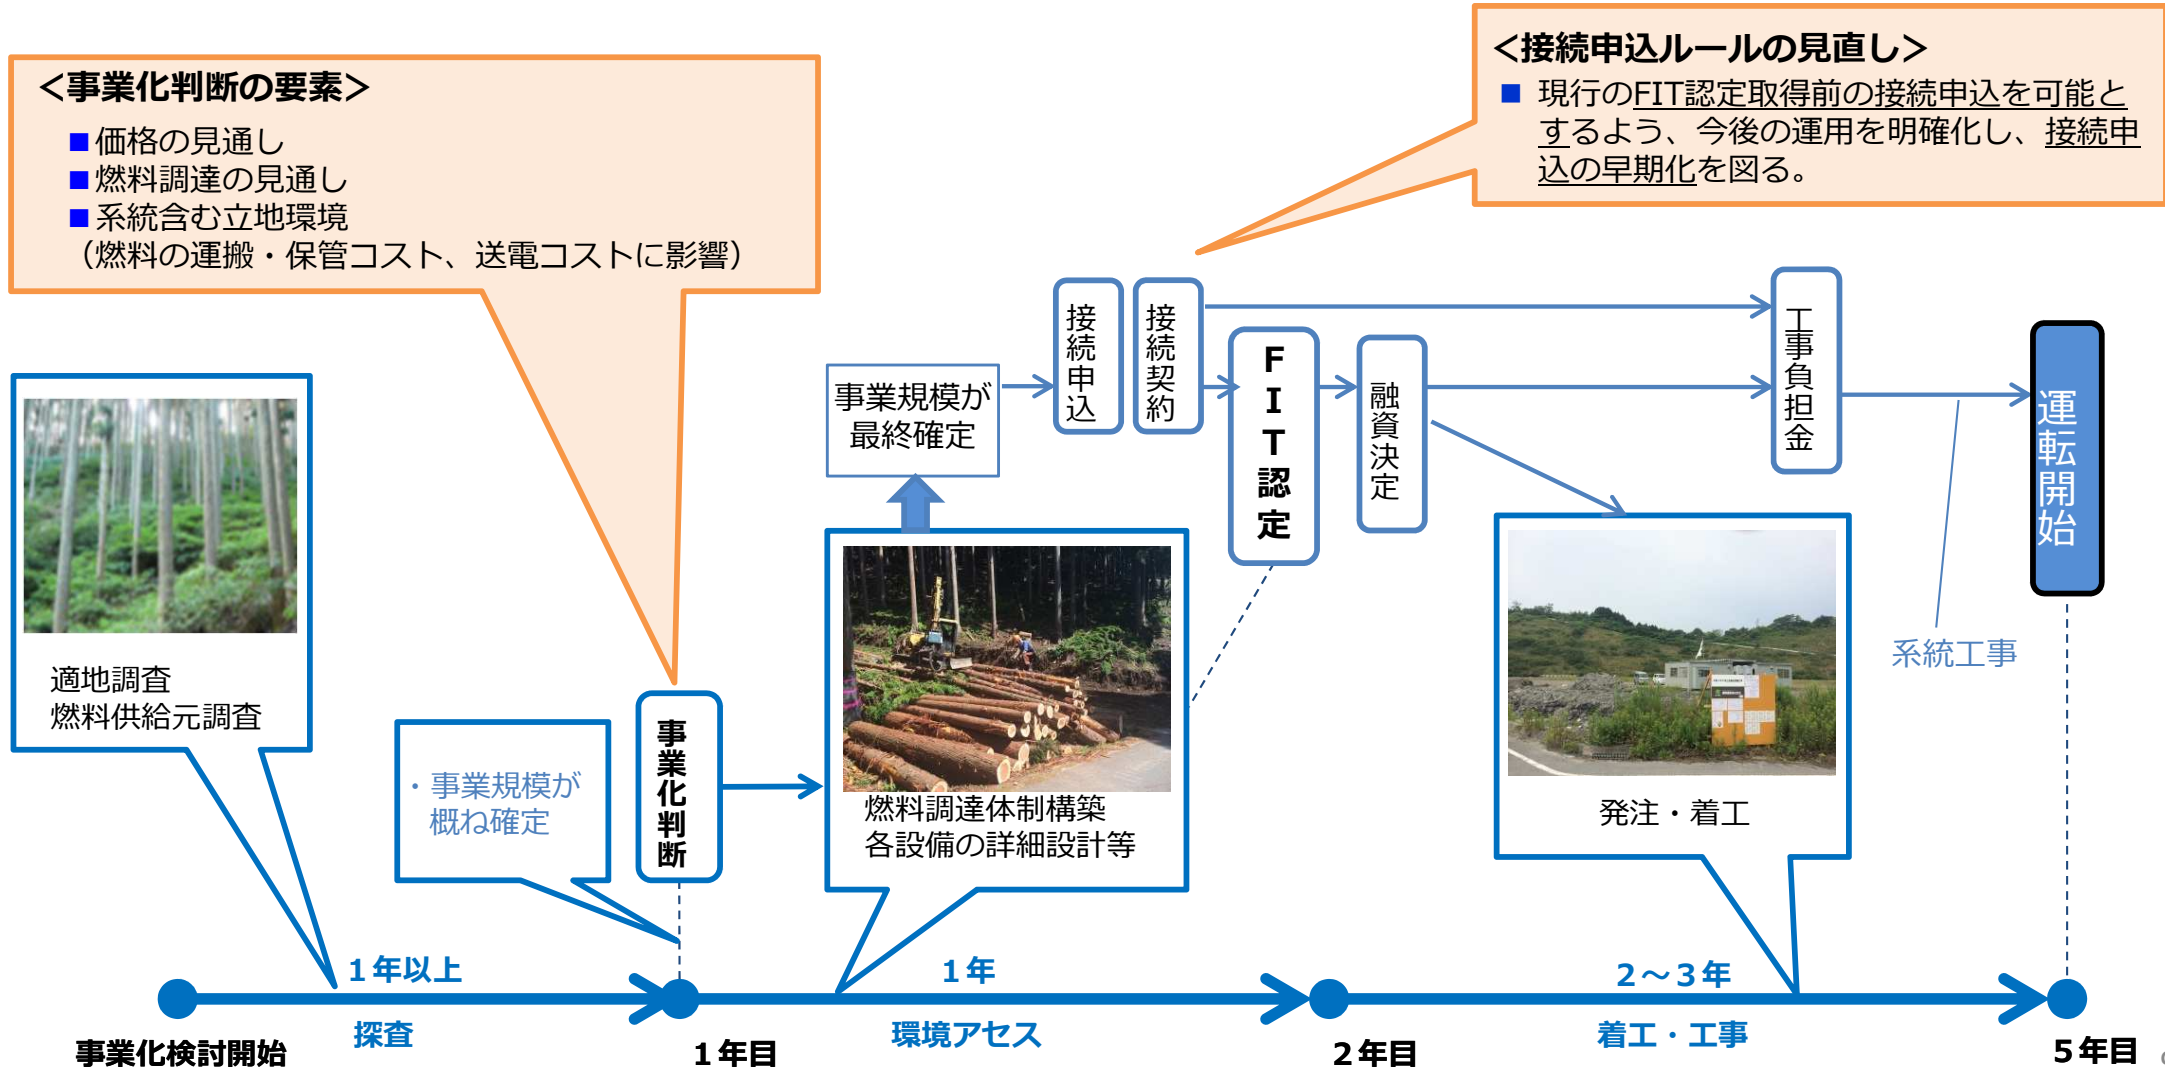 ＜事業化判断の要素＞
■価格の見通し
■燃料調達の見通し
■系統含む立地環境
（燃料の運搬・保管コスト、送電コストに影響）
＜接続申込ルールの見直し＞
■ 現行のFIT認定取得前の接続申込を可能と
するよう、今後の運用を明確化し、接続申
込の早期化を図る。
適地調査
燃料供給元調査
・事業規模が
概ね確定
事業化判断
事業規模が
最終確定
燃料調達体制構築
各設備の詳細設計等
接続申込
接続契約
FIT認定
融資決定
発注・着工
工事負担金
系統工事
運転開始
１年以上
１年
２～３年
探査
環境アセス
着工・工事
事業化検討開始
１年目
２年目
５年目